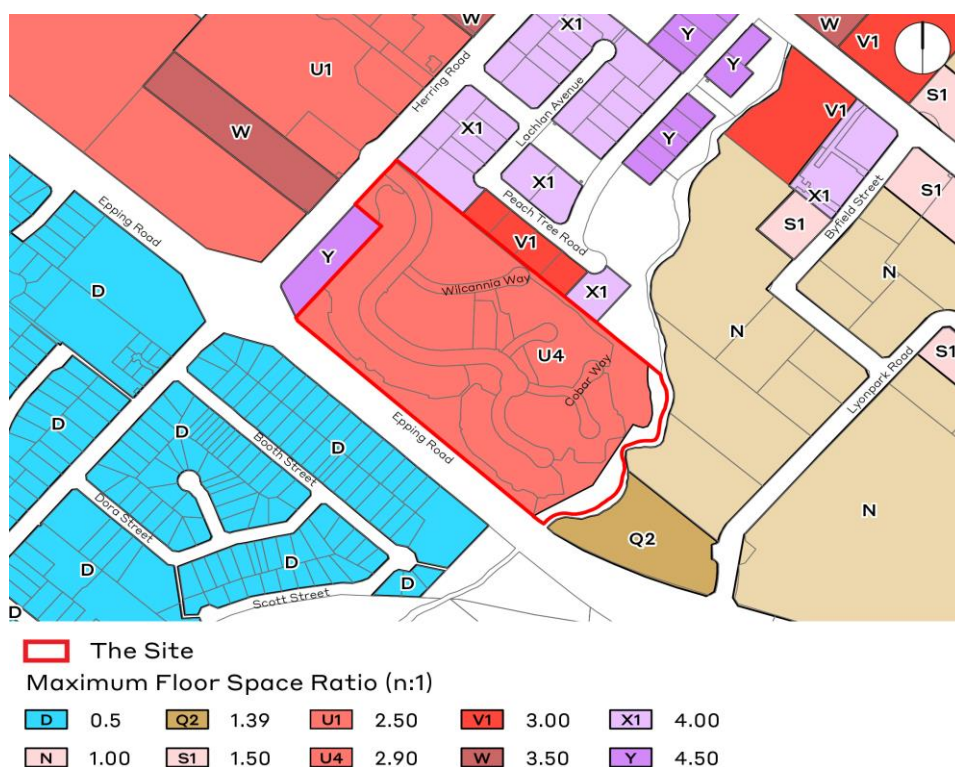 W
X1
Y
W
V1
U1
Herring Road
Y
S1
Lachlan Avenue
V1
W
X1
Y
Epping Road
X1
Peach Tree Road
X1
S1
S1
Byfield Street
V1
Y
D
Wilcannia Way
X1
N
N
U4
Cobar Way
Lyonpark Road
S1
D
D
Booth Street
D
Epping Road
Dora Street
N
Q2
D
D
D
D
Scott Street
The Site
Maximum Floor Space Ratio (n:1)
D 0.5 Q2 1.39 U1 2.50 V1 3.00 X1 4.00
N 1.00 S1 1.50 U4 2.90 W 3.50 Y 4.50